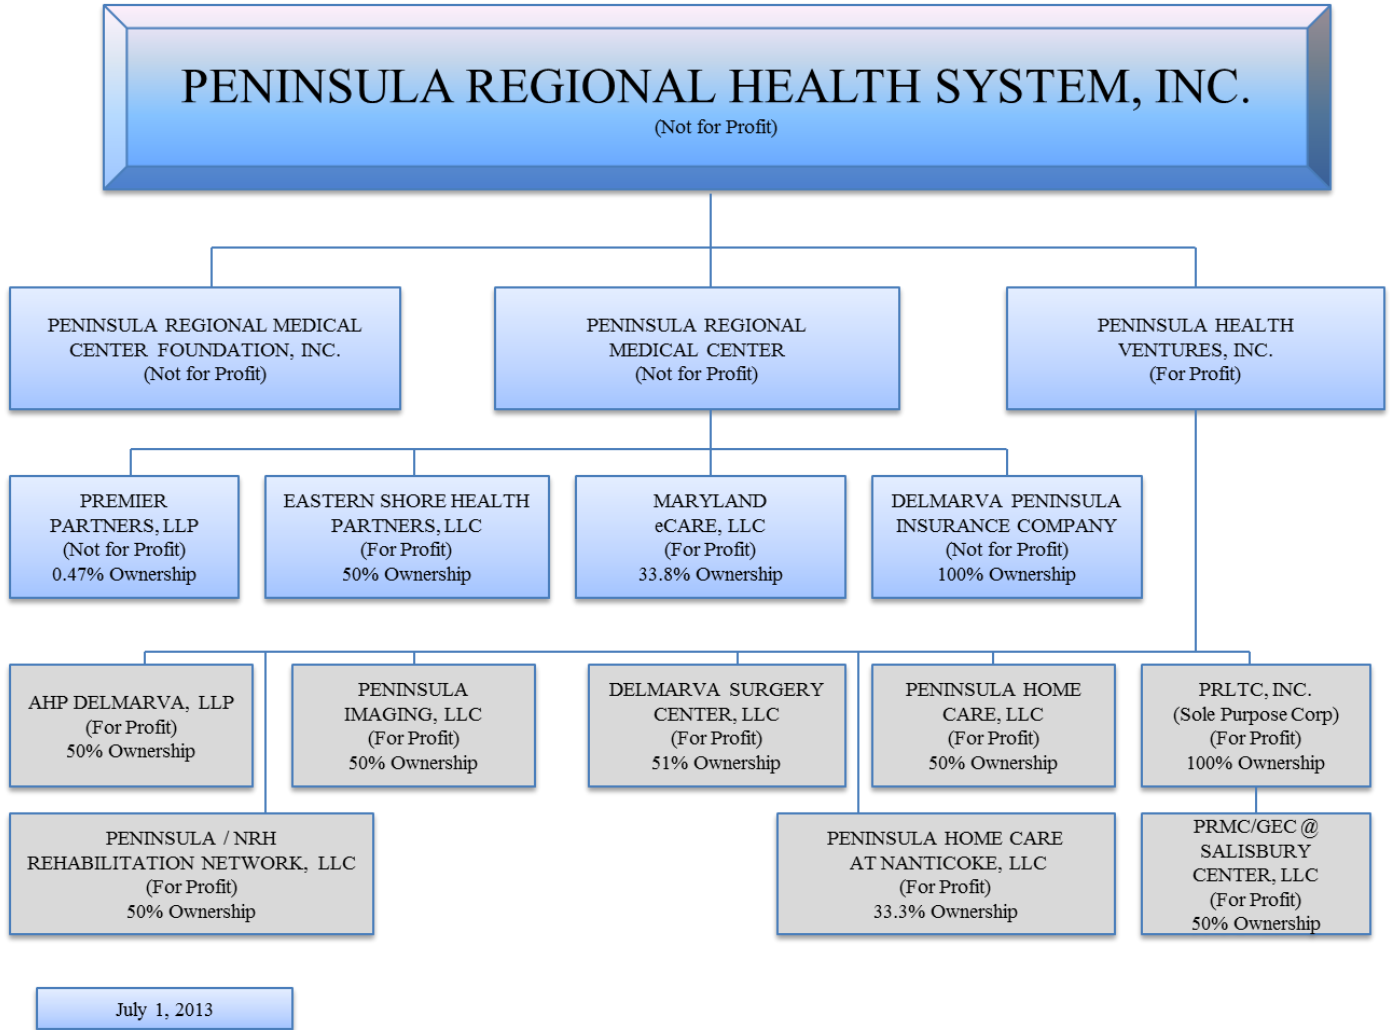 PENINSULA REGIONAL HEALTH SYSTEM, INC.
(Not for Profit)
PENINSULA REGIONAL MEDICAL
CENTER FOUNDATION, INC.
(Not for Profit)
PENINSULA REGIONAL
MEDICAL CENTER
(Not for Profit)
PENINSULA HEALTH
VENTURES, INC.
(For Profit)
PREMIER
PARTNERS, LLP
(Not for Profit)
0.47% Ownership
EASTERN SHORE HEALTH
PARTNERS, LLC
(For Profit)
50% Ownership
MARYLAND
eCARE, LLC
(For Profit)
33.8% Ownership
DELMARVA PENINSULA
INSURANCE COMPANY
(Not for Profit)
100% Ownership
AHP DELMARVA, LLP
(For Profit)
50% Ownership
PENINSULA
IMAGING, LLC
(For Profit)
50% Ownership
DELMARVA SURGERY
CENTER, LLC
(For Profit)
51% Ownership
PENINSULA HOME
CARE, LLC
(For Profit)
50% Ownership
PRLTC, INC.
(Sole Purpose Corp)
(For Profit)
100% Ownership
PENINSULA / NRH
REHABILITATION NETWORK, LLC
(For Profit)
50% Ownership
PENINSULA HOME CARE
AT NANTICOKE, LLC
(For Profit)
33.3% Ownership
PRMC/GEC @
SALISBURY
CENTER, LLC
(For Profit)
50% Ownership
July 1, 2013